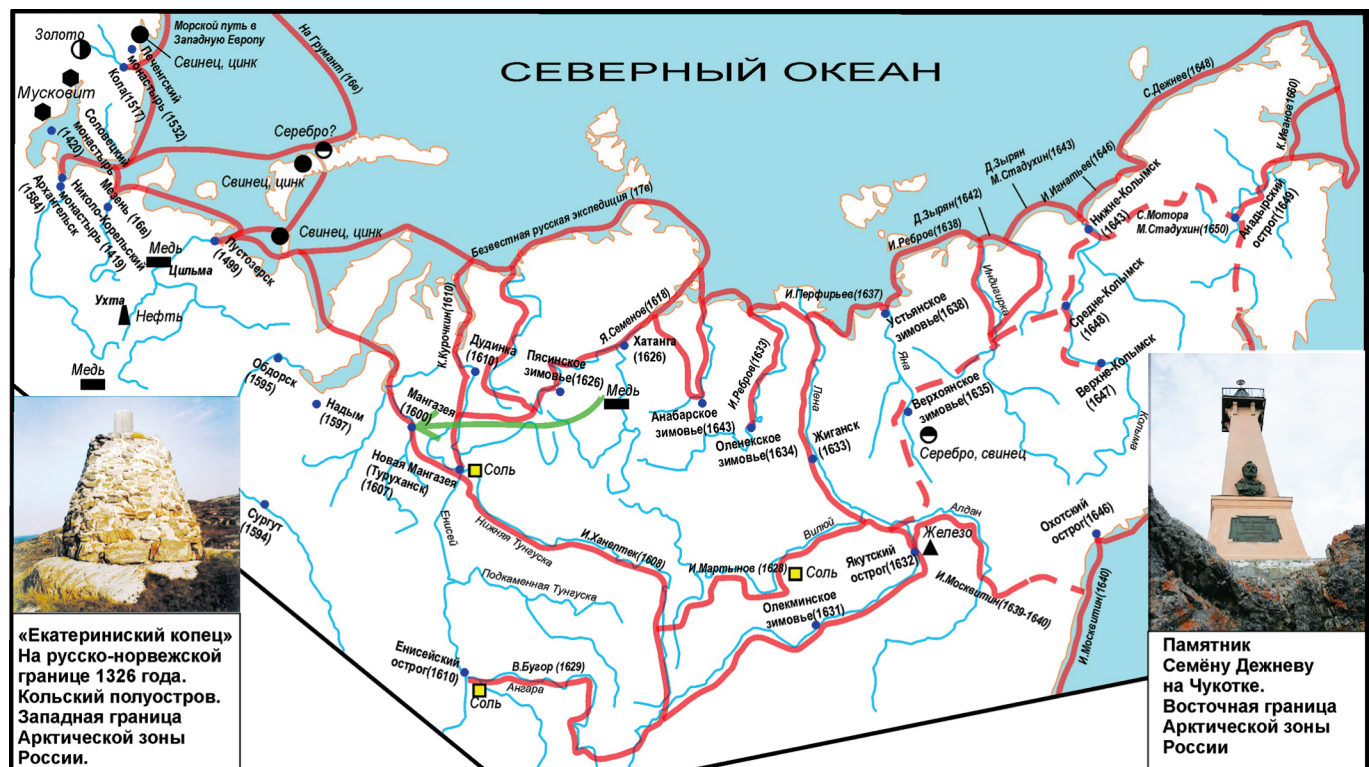 СЕВЕРНЫЙ ОКЕАН
Золото
Морской путь в
Западную Европу
Свинец, цинк
На Грумант (16в)
Мусковит
Печенгский
монастырь (1532)
Кола(1517)
Соловецкий
монастырь
(1420)
Архангельск
(1584)
Николо-Корельский
монастырь (1419)
Мезень (16в)
Серебро?
Свинец, цинк
Свинец, цинк
Пустозерск
(1499)
Медь
Цильма
Ухта
Нефть
Медь
Обдорск
(1595)
Надым
(1597)
Сургут
(1594)
Безвестная русская экспедиция (17в)
К.Курочкин(1610)
Мангазея
(1600)
Дудинка
(1610)
Пясинское
зимовье(1626)
Я.Семенов(1618)
Хатанга
(1626)
Медь
Новая Мангазея
(Туруханск)
(1607)
Соль
Енисей
Нижняя Тунгуска
И.Ханептек(1608)
Подкаменная Тунгуска
Енисейский
острог(1610)
В.Бугор (1629)
Ангара
Соль
Анабарское
зимовье(1643)
И.Ребров(1633)
Оленекское
зимовье(1634)
И.Перфирьев(1637)
Лена
Жиганск
(1633)
Вилюй
И.Мартынов (1628)
Соль
Олекминское
зимовье(1631)
Якутский
острог(1632)
Железо
Алдан
И.Москвитин(1639-1640)
Охотский
острог(1646)
И.Москвитин(1640)
И.Ребров(1638)
Устьянское
зимовье(1638)
Яна
Верхоянское
зимовье(1635)
Серебро, свинец
Д.Зырян(1642)
Индигирка
Д.Зырян
М.Стадухин(1643)
И.Игнатьев(1646)
Нижне-Колымск
(1643)
Средне-Колымск
(1648)
Верхне-Колымск
(1647)
Колыма
С.Дежнев(1648)
К.Иванов1660)
С.Мотора
М.Стадухин(1650)
Анадырский
острог(1649)
«Екатериниский копец»
На русско-норвежской
границе 1326 года.
Кольский полуостров.
Западная граница
Арктической зоны
России.
Памятник
Семёну Дежневу
на Чукотке.
Восточная граница
Арктической зоны
России